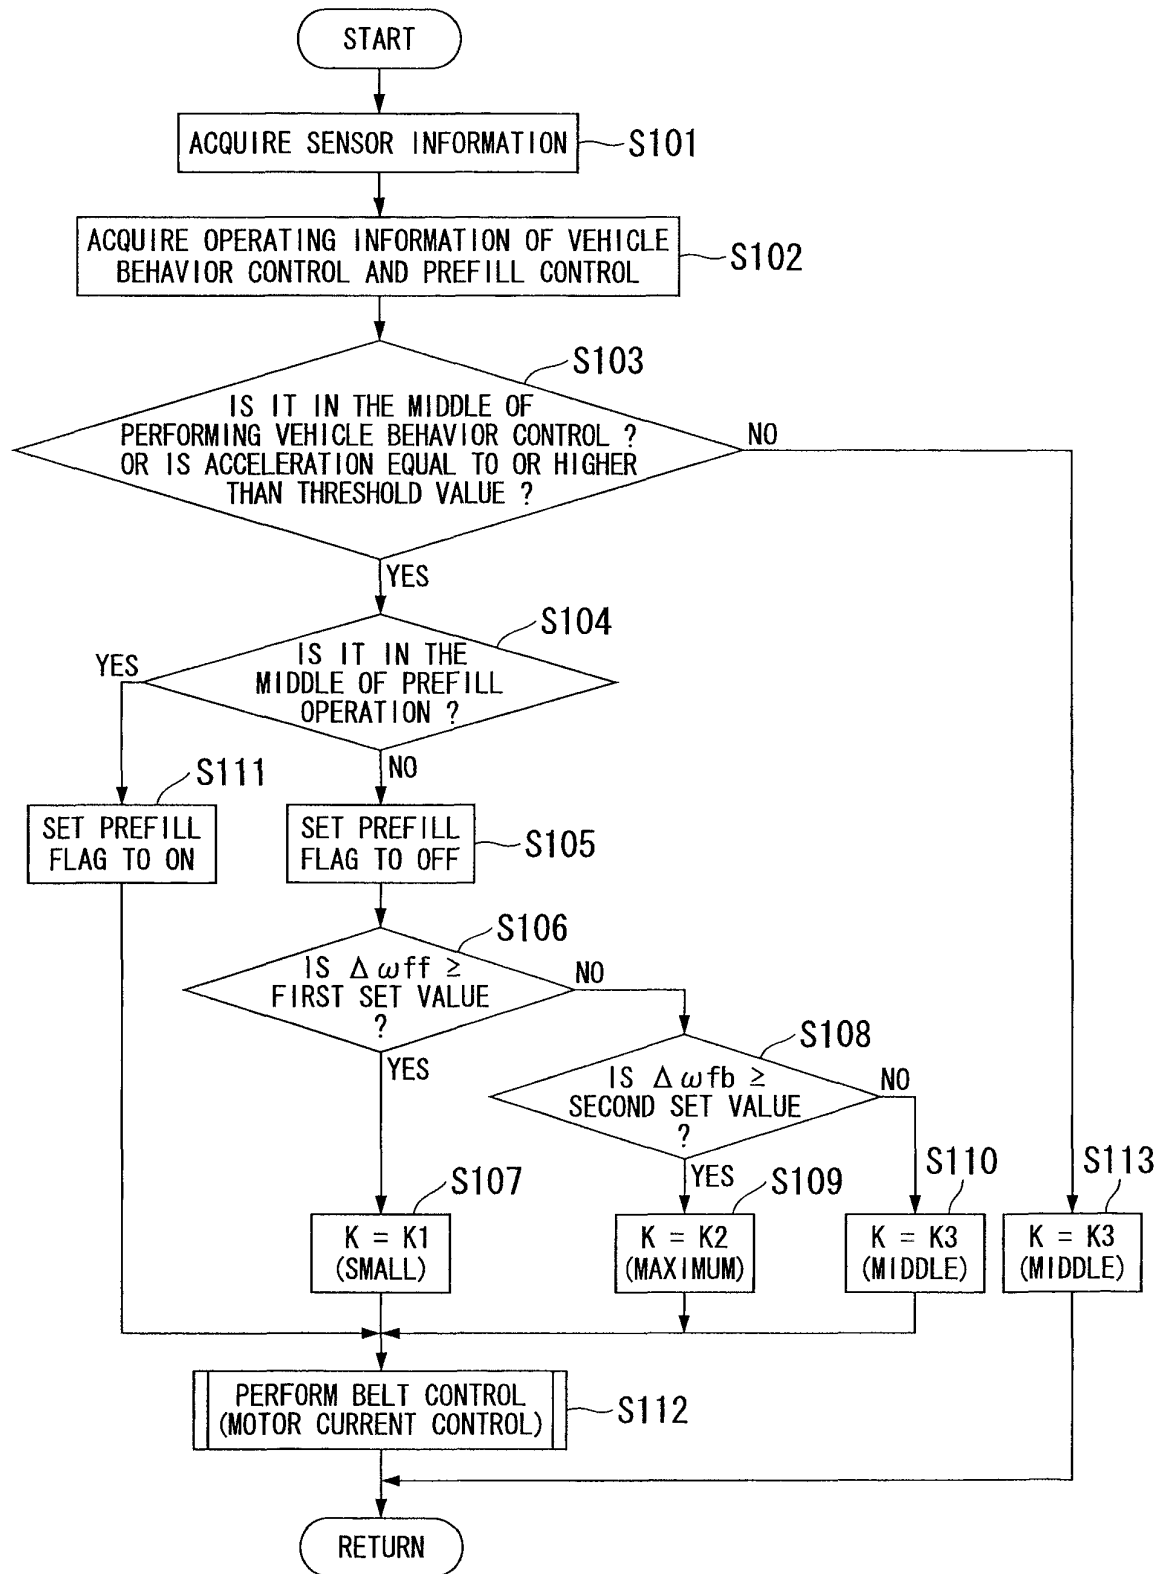 START
ACQUIRE SENSOR INFORMATION
S101
ACQUIRE OPERATING INFORMATION OF VEHICLE
BEHAVIOR CONTROL AND PREFILL CONTROL
S102
S103
IS IT IN THE MIDDLE OF
PERFORMING VEHICLE BEHAVIOR CONTROL ?
OR IS ACCELERATION EQUAL TO OR HIGHER
THAN THRESHOLD VALUE ?
NO
YES
S104
IS IT IN THE
MIDDLE OF PREFILL
OPERATION ?
YES
NO
S111
SET PREFILL
FLAG TO ON
SET PREFILL
FLAG TO OFF
S105
S106
IS Δωff ≥
FIRST SET VALUE
?
NO
YES
S108
IS Δωfb ≥
SECOND SET VALUE
?
NO
YES
S107
K = K1
(SMALL)
S109
K = K2
(MAXIMUM)
S110
K = K3
(MIDDLE)
S113
K = K3
(MIDDLE)
PERFORM BELT CONTROL
(MOTOR CURRENT CONTROL)
S112
RETURN